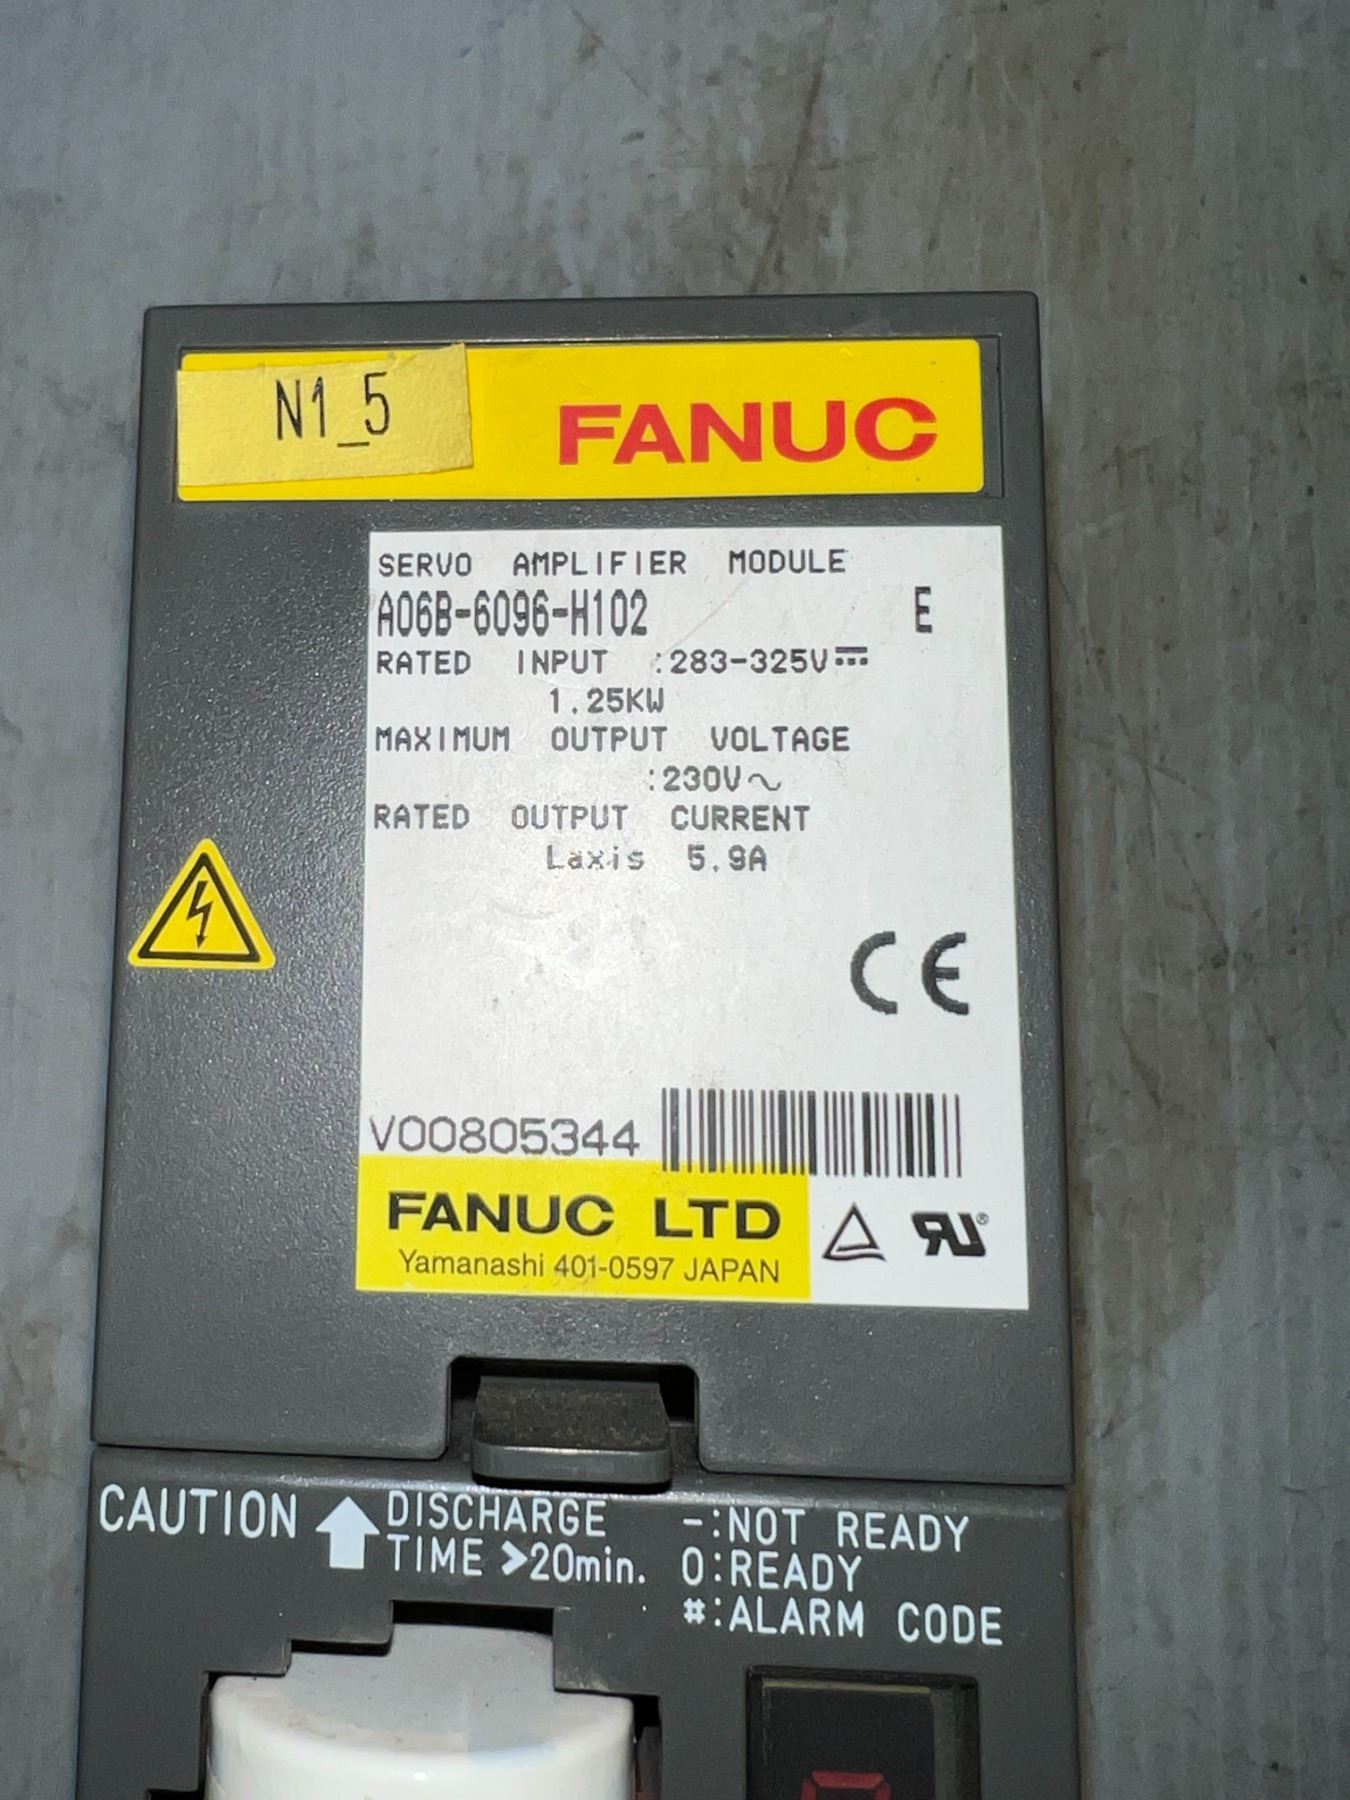 N1_5
FANUC
SERVO AMPLIFIER MODULE
A06B-6096-H102 E
RATED INPUT :283-325V⎓
1.25KW
MAXIMUM OUTPUT VOLTAGE
:230V~
RATED OUTPUT CURRENT
Laxis 5.9A
CE
V00805344
FANUC LTD
Yamanashi 401-0597 JAPAN
CAUTION
DISCHARGE
TIME >20min.
-:NOT READY
0:READY
#:ALARM CODE